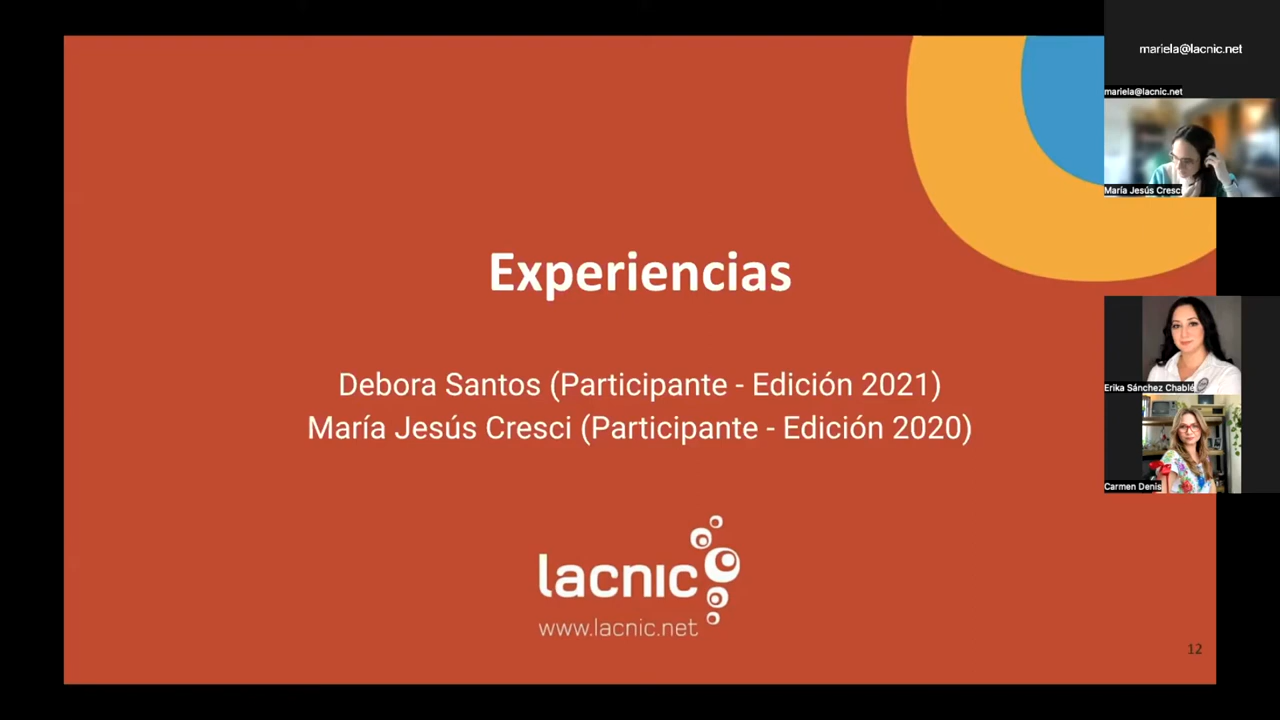 mariela@lacnic.net
mariela@lacnic.net
María Jesús Cresci
Experiencias
Erika Sánchez Chablé
Debora Santos (Participante - Edición 2021)
María Jesús Cresci (Participante - Edición 2020)
Carmen Denis
lacnic
www.lacnic.net
12